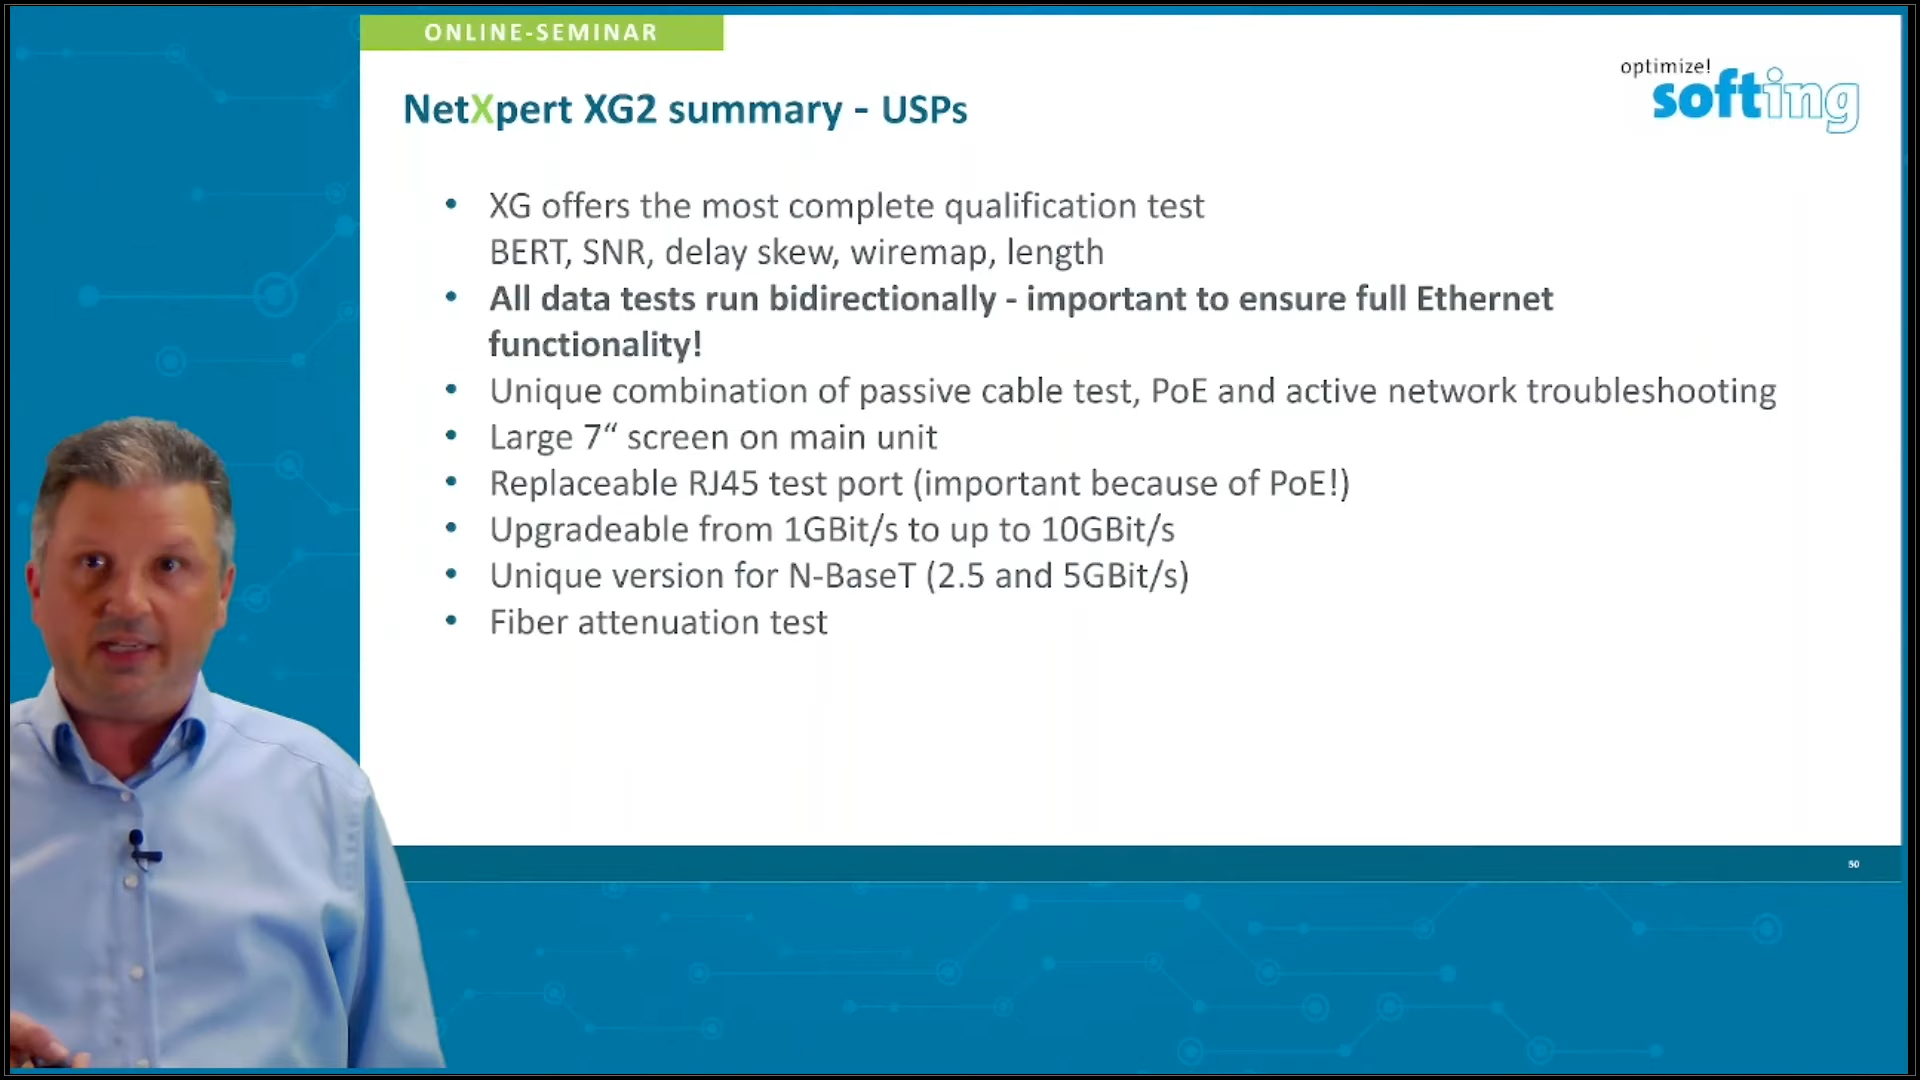 ONLINE-SEMINAR
optimize!
softing
NetXpert XG2 summary - USPs
• XG offers the most complete qualification test
BERT, SNR, delay skew, wiremap, length
• All data tests run bidirectionally - important to ensure full Ethernet
functionality!
• Unique combination of passive cable test, PoE and active network troubleshooting
• Large 7“ screen on main unit
• Replaceable RJ45 test port (important because of PoE!)
• Upgradeable from 1GBit/s to up to 10GBit/s
• Unique version for N-BaseT (2.5 and 5GBit/s)
• Fiber attenuation test
50